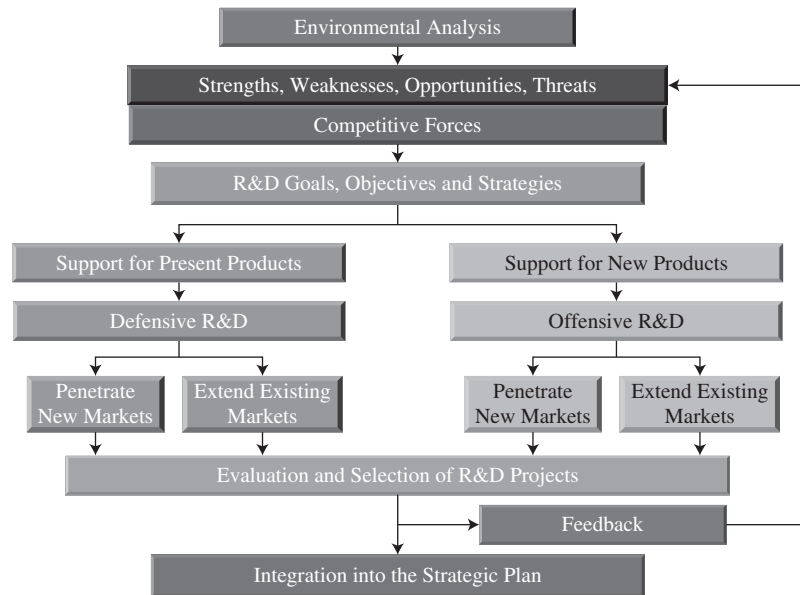 Environmental Analysis
Strengths, Weaknesses, Opportunities, Threats
Competitive Forces
R&D Goals, Objectives and Strategies
Support for Present Products
Support for New Products
Defensive R&D
Offensive R&D
Penetrate
New Markets
Extend Existing
Markets
Penetrate
New Markets
Extend Existing
Markets
Evaluation and Selection of R&D Projects
Feedback
Integration into the Strategic Plan